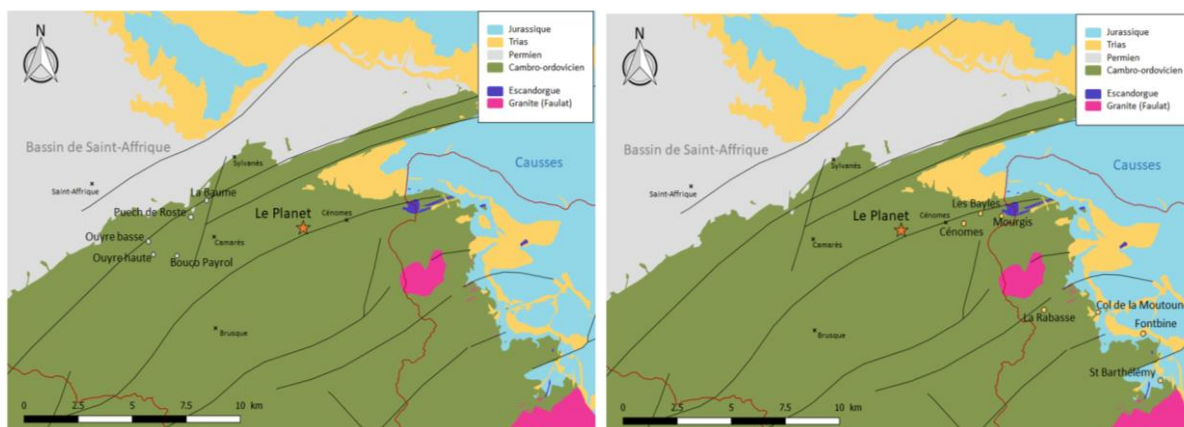 N
Jurassique
Trias
Permien
Cambro-ordovicien
Escandorgue
Granite (Faulat)
Bassin de Saint-Affrique
Causses
Sylvanès
Saint-Affrique
La Baume
Puech de Roste
Le Planet
Cénomes
Ouyre basse
Camarès
Ouyre haute
Bouco Payrol
Brusque
0 2.5 5 7.5 10 km
N
Jurassique
Trias
Permien
Cambro-ordovicien
Escandorgue
Granite (Faulat)
Bassin de Saint-Affrique
Causses
Sylvanès
Saint-Affrique
Les Bayles
Le Planet
Cénomes
Mourgis
Cénomes
Camarès
Col de la Moutoun
La Rabasse
Fontbine
Brusque
St Barthélémy
0 2.5 5 7.5 10 km